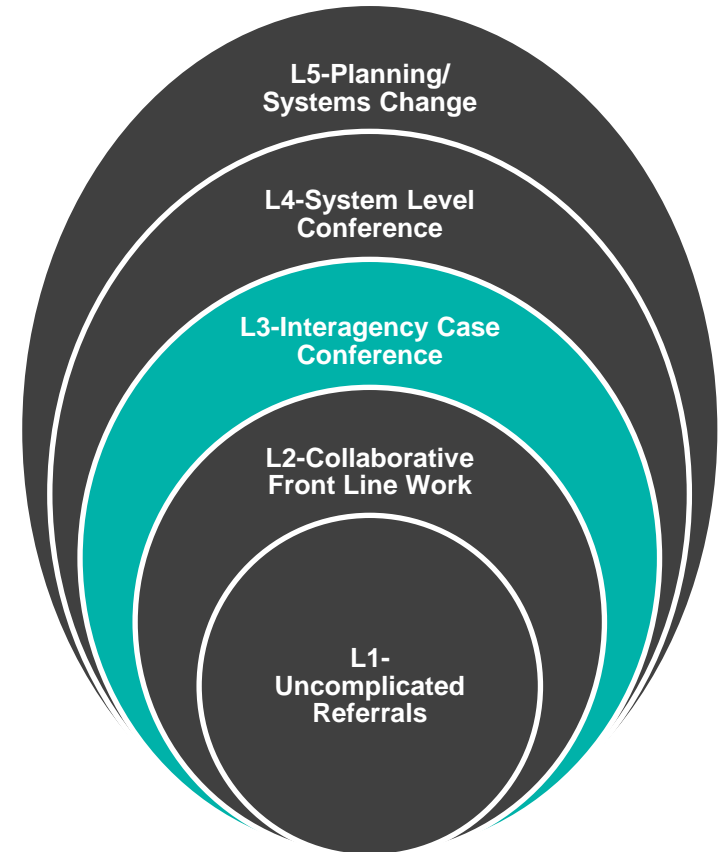 L5-Planning/
Systems Change
L4-System Level
Conference
L3-Interagency Case
Conference
L2-Collaborative
Front Line Work
L1-
Uncomplicated
Referrals